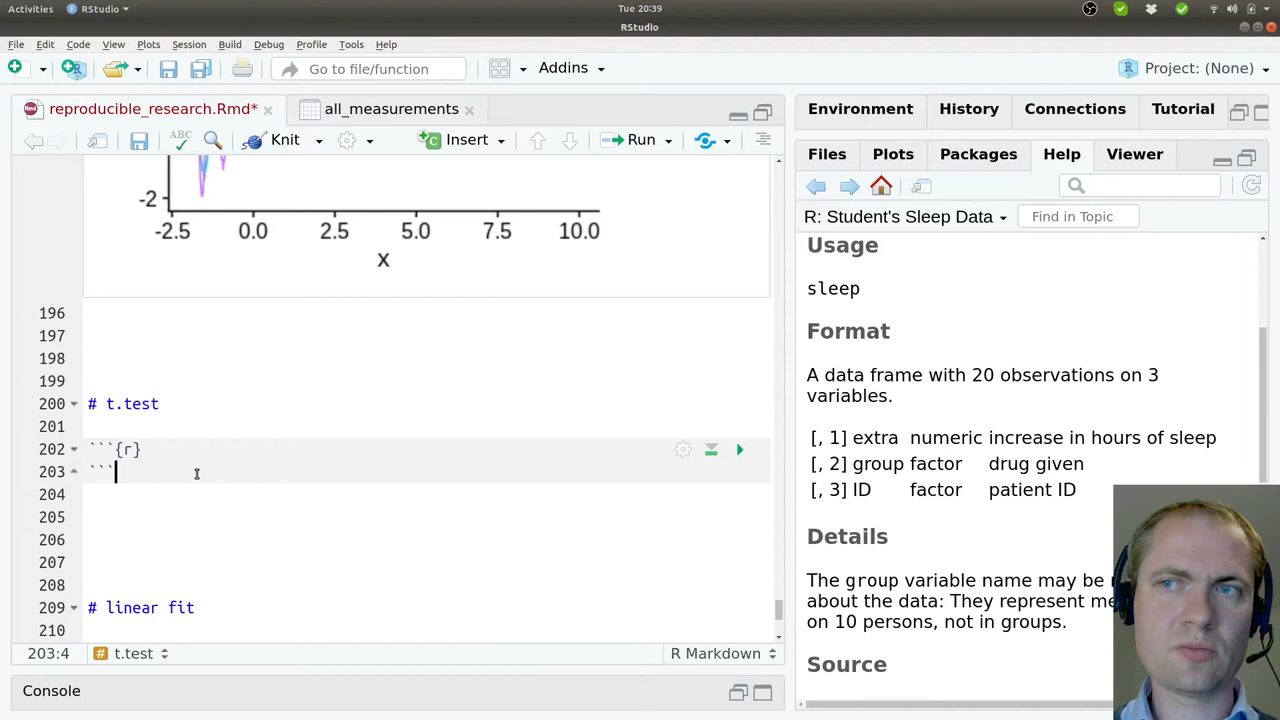 Activities RStudio Tue 20:39
RStudio
File Edit Code View Plots Session Build Debug Profile Tools Help
Go to file/function Addins Project: (None)
reproducible_research.Rmd* all_measurements
ABC Knit Insert Run
-2
-2.5 0.0 2.5 5.0 7.5 10.0
x
196
197
198
199
200 # t.test
201
202 ```{r}
203 ```
204
205
206
207
208
209 # linear fit
210
203:4 # t.test R Markdown
Console
Environment History Connections Tutorial
Files Plots Packages Help Viewer
R: Student's Sleep Data Find in Topic
Usage
sleep
Format
A data frame with 20 observations on 3
variables.
[, 1] extra numeric increase in hours of sleep
[, 2] group factor drug given
[, 3] ID factor patient ID
Details
The group variable name may be
about the data: They represent
on 10 persons, not in groups.
Source